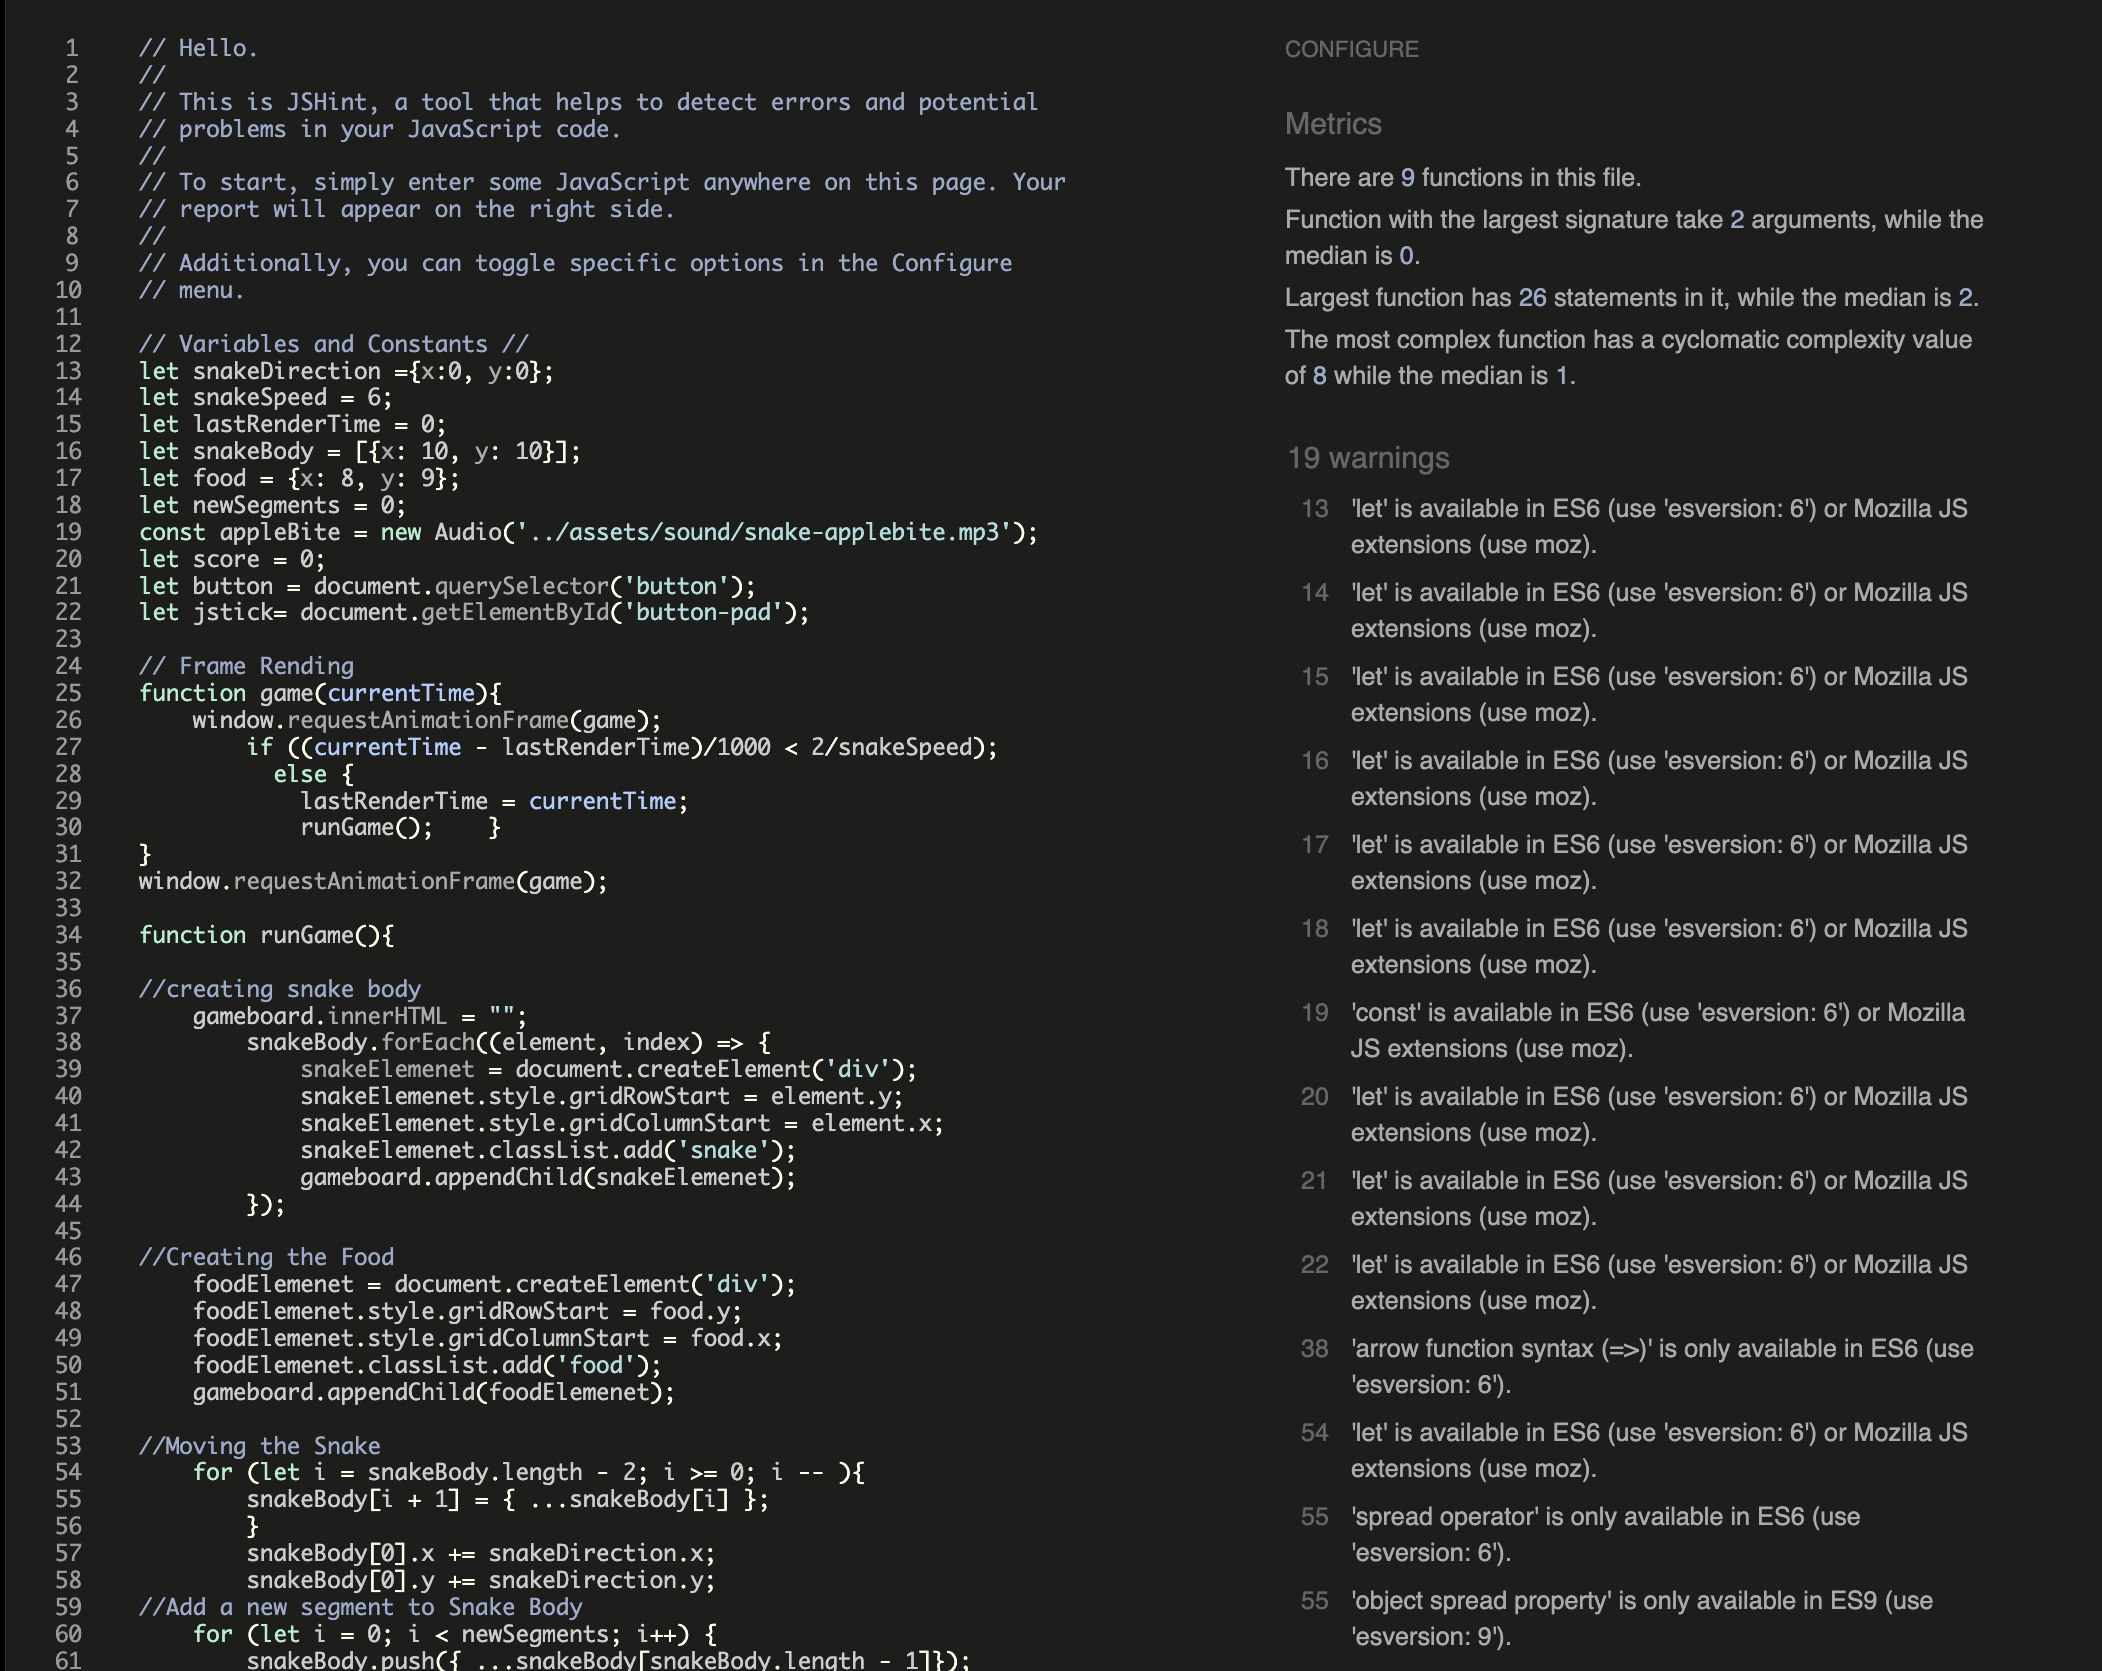 1 // Hello.
2 //
3 // This is JSHint, a tool that helps to detect errors and potential
4 // problems in your JavaScript code.
5 //
6 // To start, simply enter some JavaScript anywhere on this page. Your
7 // report will appear on the right side.
8 //
9 // Additionally, you can toggle specific options in the Configure
10 // menu.
11
12 // Variables and Constants //
13 let snakeDirection ={x:0, y:0};
14 let snakeSpeed = 6;
15 let lastRenderTime = 0;
16 let snakeBody = [{x: 10, y: 10}];
17 let food = {x: 8, y: 9};
18 let newSegments = 0;
19 const appleBite = new Audio('../assets/sound/snake-applebite.mp3');
20 let score = 0;
21 let button = document.querySelector('button');
22 let jstick= document.getElementById('button-pad');
23
24 // Frame Rending
25 function game(currentTime){
26 window.requestAnimationFrame(game);
27 if ((currentTime - lastRenderTime)/1000 < 2/snakeSpeed);
28 else {
29 lastRenderTime = currentTime;
30 runGame();    }
31 }
32 window.requestAnimationFrame(game);
33
34 function runGame(){
35
36 //creating snake body
37 gameboard.innerHTML = "";
38 snakeBody.forEach((element, index) => {
39 snakeElemenet = document.createElement('div');
40 snakeElemenet.style.gridRowStart = element.y;
41 snakeElemenet.style.gridColumnStart = element.x;
42 snakeElemenet.classList.add('snake');
43 gameboard.appendChild(snakeElemenet);
44 });
45
46 //Creating the Food
47 foodElemenet = document.createElement('div');
48 foodElemenet.style.gridRowStart = food.y;
49 foodElemenet.style.gridColumnStart = food.x;
50 foodElemenet.classList.add('food');
51 gameboard.appendChild(foodElemenet);
52
53 //Moving the Snake
54 for (let i = snakeBody.length - 2; i >= 0; i -- ){
55 snakeBody[i + 1] = { ...snakeBody[i] };
56 }
57 snakeBody[0].x += snakeDirection.x;
58 snakeBody[0].y += snakeDirection.y;
59 //Add a new segment to Snake Body
60 for (let i = 0; i < newSegments; i++) {
61 snakeBody.push({ ...snakeBody[snakeBody.length - 1]});
CONFIGURE
Metrics
There are 9 functions in this file.
Function with the largest signature take 2 arguments, while the
median is 0.
Largest function has 26 statements in it, while the median is 2.
The most complex function has a cyclomatic complexity value
of 8 while the median is 1.
19 warnings
13 'let' is available in ES6 (use 'esversion: 6') or Mozilla JS
extensions (use moz).
14 'let' is available in ES6 (use 'esversion: 6') or Mozilla JS
extensions (use moz).
15 'let' is available in ES6 (use 'esversion: 6') or Mozilla JS
extensions (use moz).
16 'let' is available in ES6 (use 'esversion: 6') or Mozilla JS
extensions (use moz).
17 'let' is available in ES6 (use 'esversion: 6') or Mozilla JS
extensions (use moz).
18 'let' is available in ES6 (use 'esversion: 6') or Mozilla JS
extensions (use moz).
19 'const' is available in ES6 (use 'esversion: 6') or Mozilla
JS extensions (use moz).
20 'let' is available in ES6 (use 'esversion: 6') or Mozilla JS
extensions (use moz).
21 'let' is available in ES6 (use 'esversion: 6') or Mozilla JS
extensions (use moz).
22 'let' is available in ES6 (use 'esversion: 6') or Mozilla JS
extensions (use moz).
38 'arrow function syntax (=>)' is only available in ES6 (use
'esversion: 6').
54 'let' is available in ES6 (use 'esversion: 6') or Mozilla JS
extensions (use moz).
55 'spread operator' is only available in ES6 (use
'esversion: 6').
55 'object spread property' is only available in ES9 (use
'esversion: 9').